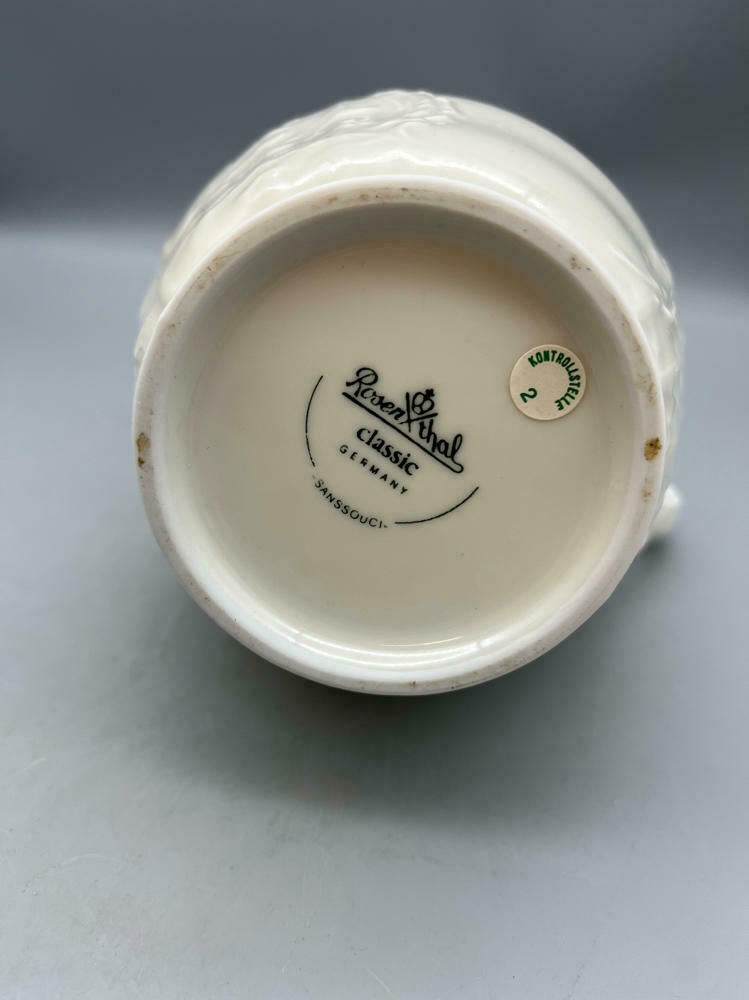 Rosenthal
classic
GERMANY
-SANSSOUCI-
KONTROLLSTELLE
2